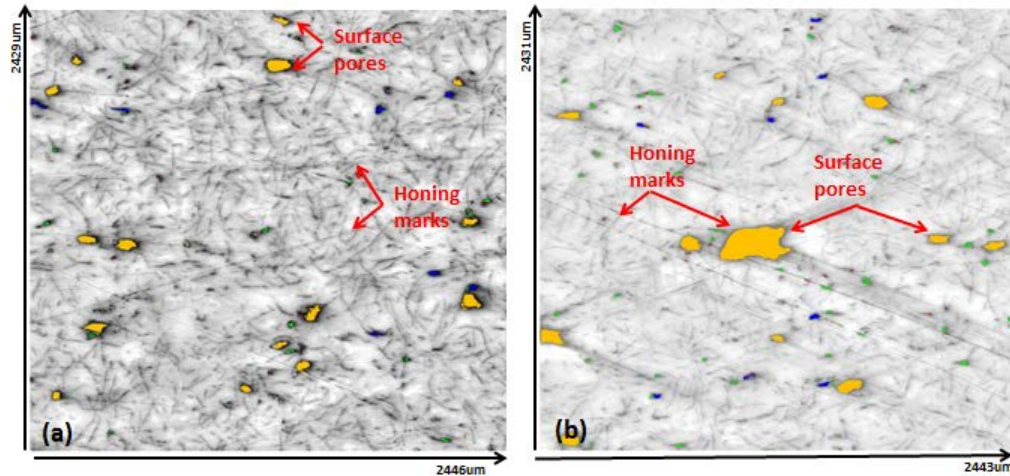 2429um
Surface
pores
Honing
marks
(a)
2446um
2431um
Honing
marks
Surface
pores
(b)
2443um